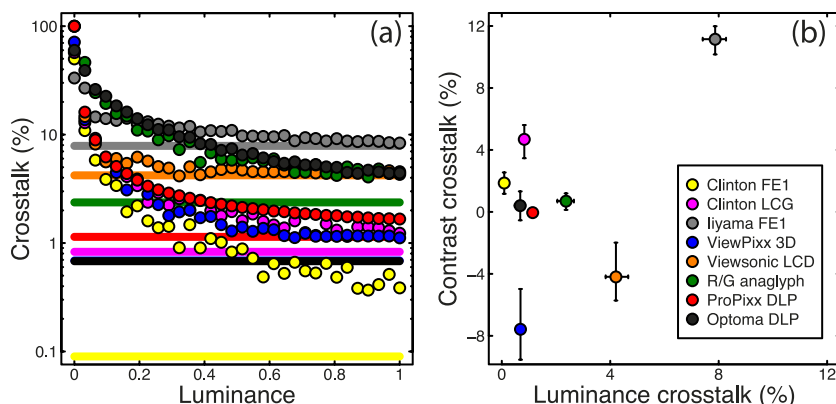 (a)
Crosstalk (%)
100
10
1
0.1
0
0.2
0.4
0.6
0.8
1
Luminance
(b)
Contrast crosstalk (%)
12
8
4
0
−4
−8
0
4
8
12
Luminance crosstalk (%)
Clinton FE1
Clinton LCG
Iiyama FE1
ViewPixx 3D
Viewsonic LCD
R/G anaglyph
ProPixx DLP
Optoma DLP